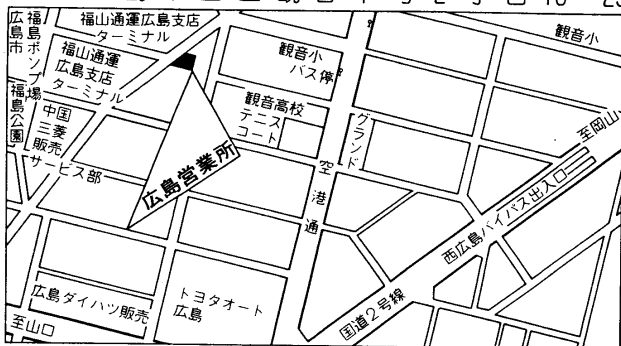 広島市
福島ポンプ場
福島公園
福山通運広島支店
ターミナル
福山通運
広島支店
ターミナル
中国
三菱
販売
サービス部
広島営業所
観音小
バス停
観音小
観音高校
テニス
コート
グランド
空港通
至岡山
西広島バイパス出入口
国道2号線
広島ダイハツ販売
トヨタオート
広島
至山口